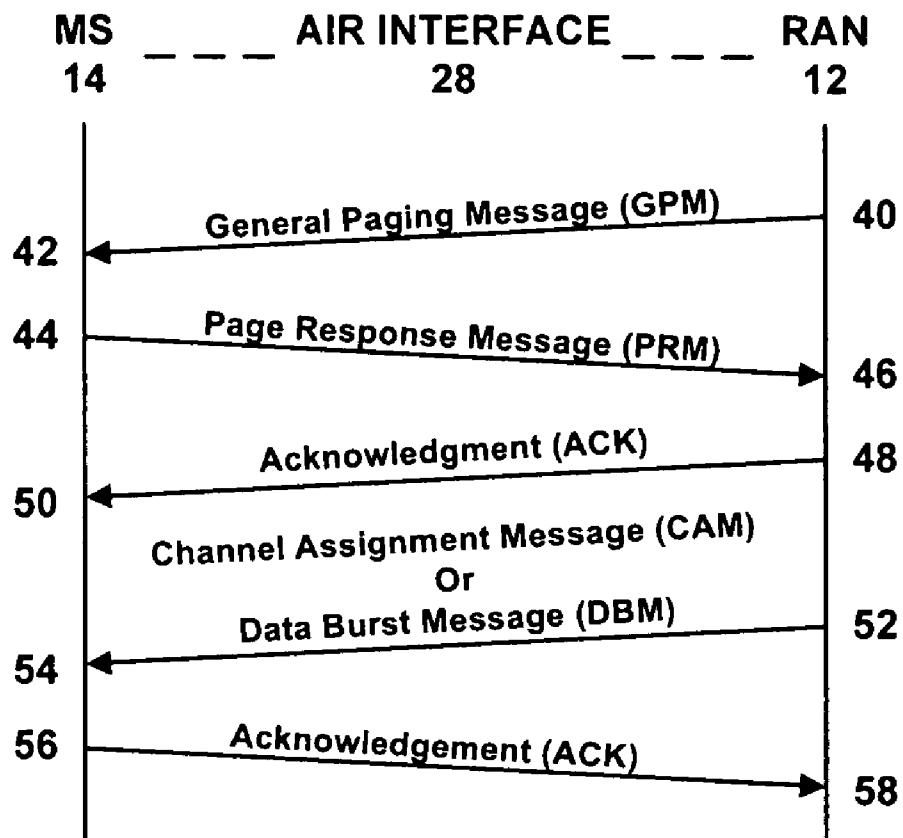 MS _ _ _ AIR INTERFACE _ _ _ RAN
14 28 12
General Paging Message (GPM) 40
42
44 Page Response Message (PRM)
46
Acknowledgment (ACK) 48
50
Channel Assignment Message (CAM)
Or
Data Burst Message (DBM) 52
54
56 Acknowledgement (ACK)
58